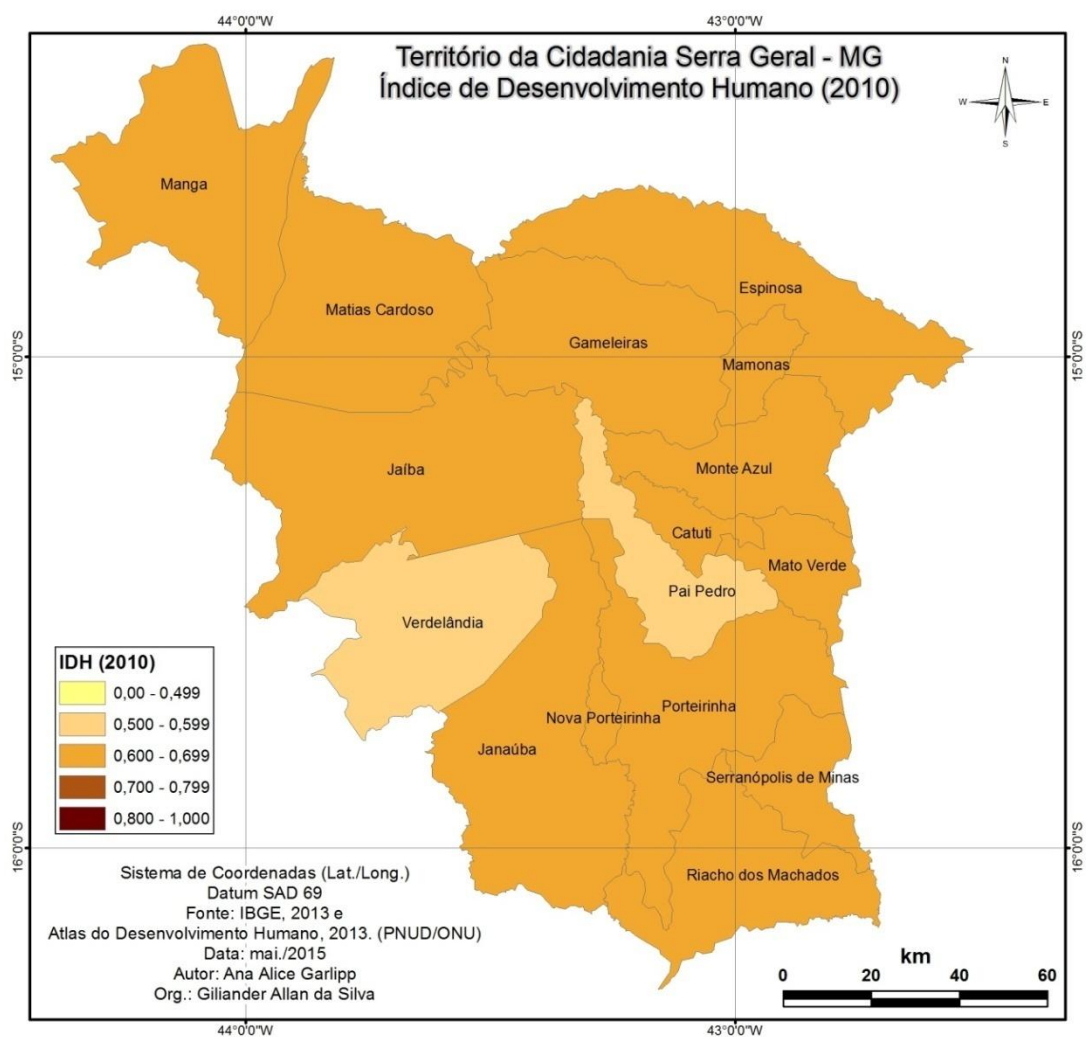 44°0'0"W
43°0'0"W
Território da Cidadania Serra Geral - MG
Índice de Desenvolvimento Humano (2010)
N
W
E
S
Manga
Espinosa
Matias Cardoso
Gameleiras
15°0'0"S
15°0'0"S
Mamonas
Jaíba
Monte Azul
Catuti
Mato Verde
Pai Pedro
Verdelândia
IDH (2010)
0,00 - 0,499
0,500 - 0,599
0,600 - 0,699
0,700 - 0,799
0,800 - 1,000
Porteirinha
Nova Porteirinha
Janaúba
Serranópolis de Minas
16°0'0"S
16°0'0"S
Riacho dos Machados
Sistema de Coordenadas (Lat./Long.)
Datum SAD 69
Fonte: IBGE, 2013 e
Atlas do Desenvolvimento Humano, 2013. (PNUD/ONU)
Data: mai./2015
Autor: Ana Alice Garlipp
Org.: Giliander Allan da Silva
km
0 20 40 60
44°0'0"W
43°0'0"W